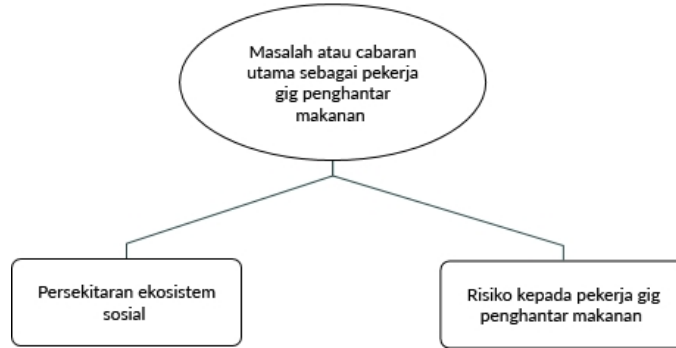 Masalah atau cabaran
utama sebagai pekerja
gig penghantar
makanan
Persekitaran ekosistem
sosial
Risiko kepada pekerja gig
penghantar makanan